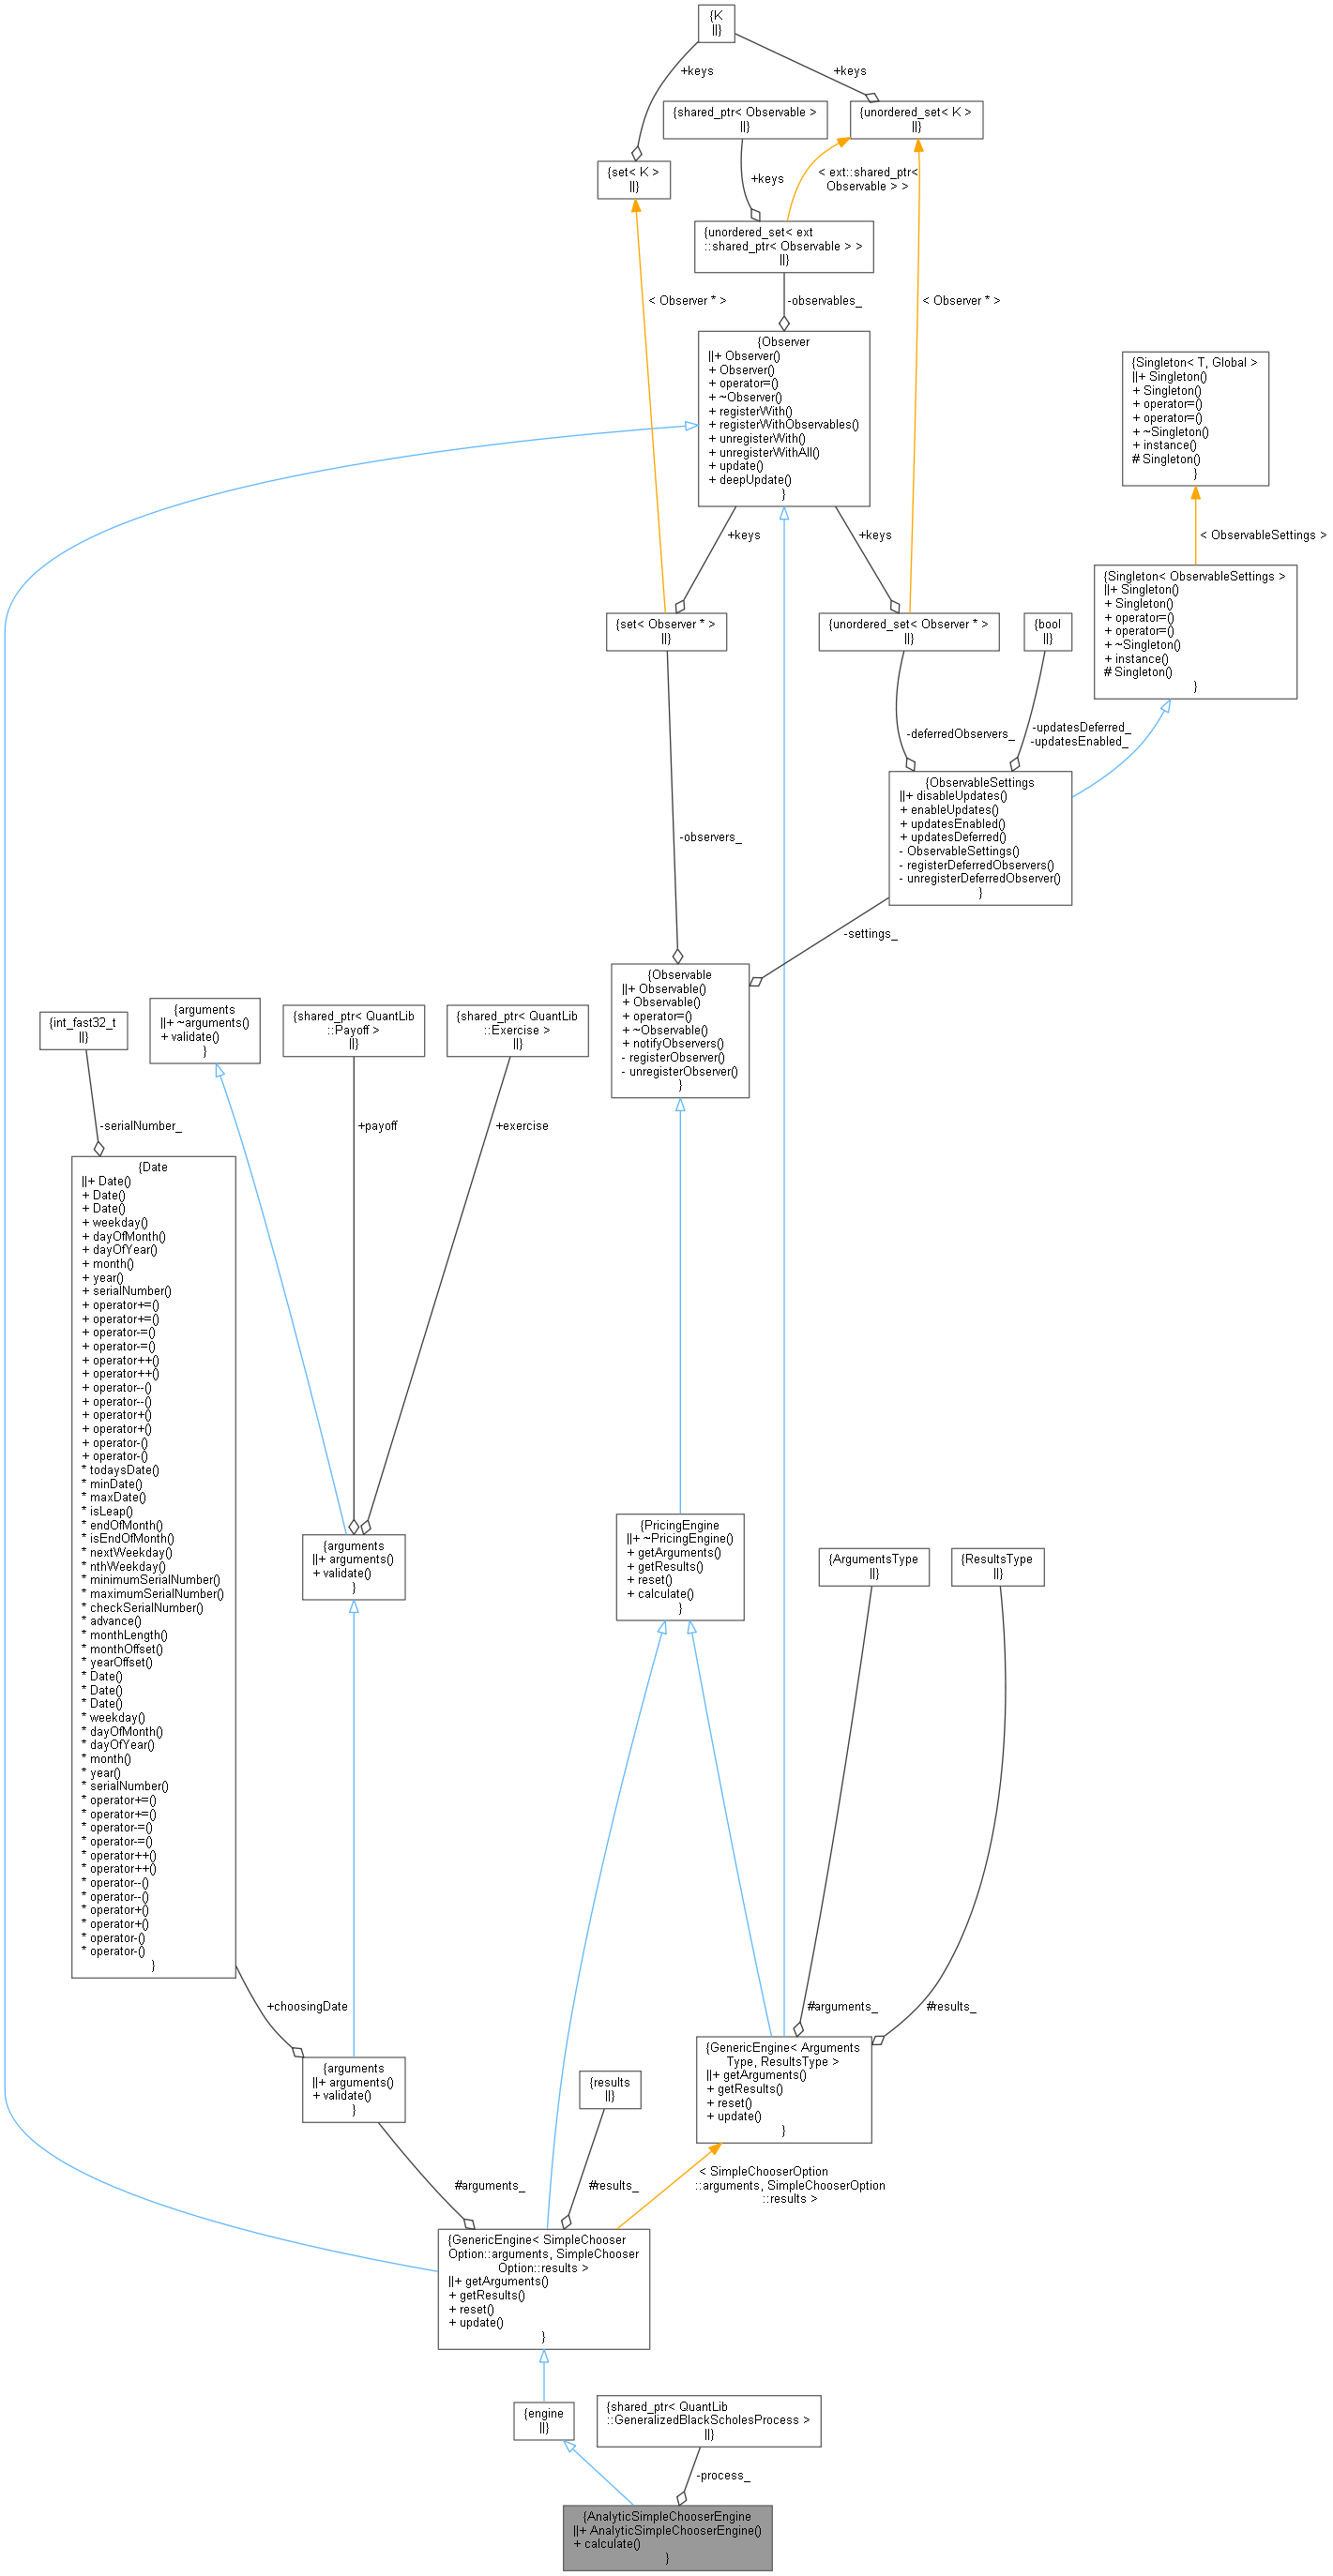 {K
||}
+keys
+keys
{shared_ptr< Observable >
||}
{unordered_set< K >
||}
{set< K >
||}
+keys
< ext::shared_ptr<
Observable > >
{unordered_set< ext
::shared_ptr< Observable > >
||}
< Observer * >
-observables_
< Observer * >
{Observer
||+ Observer()
+ Observer()
+ operator=()
+ ~Observer()
+ registerWith()
+ registerWithObservables()
+ unregisterWith()
+ unregisterWithAll()
+ update()
+ deepUpdate()
}
{Singleton< T, Global >
||+ Singleton()
+ Singleton()
+ operator=()
+ operator=()
+ ~Singleton()
+ instance()
# Singleton()
}
+keys
+keys
< ObservableSettings >
{Singleton< ObservableSettings >
||+ Singleton()
+ Singleton()
+ operator=()
+ operator=()
+ ~Singleton()
+ instance()
# Singleton()
}
{set< Observer * >
||}
{unordered_set< Observer * >
||}
{bool
||}
-deferredObservers_
-updatesDeferred_
-updatesEnabled_
{ObservableSettings
||+ disableUpdates()
+ enableUpdates()
+ updatesEnabled()
+ updatesDeferred()
- ObservableSettings()
- registerDeferredObservers()
- unregisterDeferredObserver()
}
-observers_
-settings_
{Observable
||+ Observable()
+ Observable()
+ operator=()
+ ~Observable()
+ notifyObservers()
- registerObserver()
- unregisterObserver()
}
{int_fast32_t
||}
{arguments
||+ ~arguments()
+ validate()
}
{shared_ptr< QuantLib
::Payoff >
||}
{shared_ptr< QuantLib
::Exercise >
||}
-serialNumber_
+payoff
+exercise
{Date
||+ Date()
+ Date()
+ Date()
+ weekday()
+ dayOfMonth()
+ dayOfYear()
+ month()
+ year()
+ serialNumber()
+ operator+=()
+ operator+=()
+ operator-=()
+ operator-=()
+ operator++()
+ operator++()
+ operator--()
+ operator--()
+ operator+()
+ operator+()
+ operator-()
+ operator-()
* todaysDate()
* minDate()
* maxDate()
* isLeap()
* endOfMonth()
* isEndOfMonth()
* nextWeekday()
* nthWeekday()
* minimumSerialNumber()
* maximumSerialNumber()
* checkSerialNumber()
* advance()
* monthLength()
* monthOffset()
* yearOffset()
* Date()
* Date()
* Date()
* weekday()
* dayOfMonth()
* dayOfYear()
* month()
* year()
* serialNumber()
* operator+=()
* operator+=()
* operator-=()
* operator-=()
* operator++()
* operator++()
* operator--()
* operator--()
* operator+()
* operator+()
* operator-()
* operator-()
}
{arguments
||+ arguments()
+ validate()
}
{PricingEngine
||+ ~PricingEngine()
+ getArguments()
+ getResults()
+ reset()
+ calculate()
}
{ArgumentsType
||}
{ResultsType
||}
+choosingDate
#arguments_
#results_
{arguments
||+ arguments()
+ validate()
}
{results
||}
{GenericEngine< Arguments
Type, ResultsType >
||+ getArguments()
+ getResults()
+ reset()
+ update()
}
#arguments_
#results_
< SimpleChooserOption
::arguments, SimpleChooserOption
::results >
{GenericEngine< SimpleChooser
Option::arguments, SimpleChooser
Option::results >
||+ getArguments()
+ getResults()
+ reset()
+ update()
}
{engine
||}
{shared_ptr< QuantLib
::GeneralizedBlackScholesProcess >
||}
-process_
{AnalyticSimpleChooserEngine
||+ AnalyticSimpleChooserEngine()
+ calculate()
}